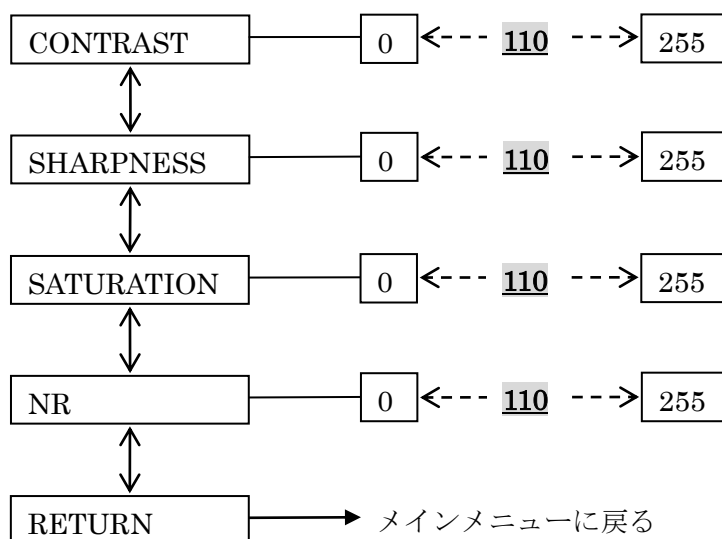 CONTRAST 0 110 255
SHARPNESS 0 110 255
SATURATION 0 110 255
NR 0 110 255
RETURN メインメニューに戻る